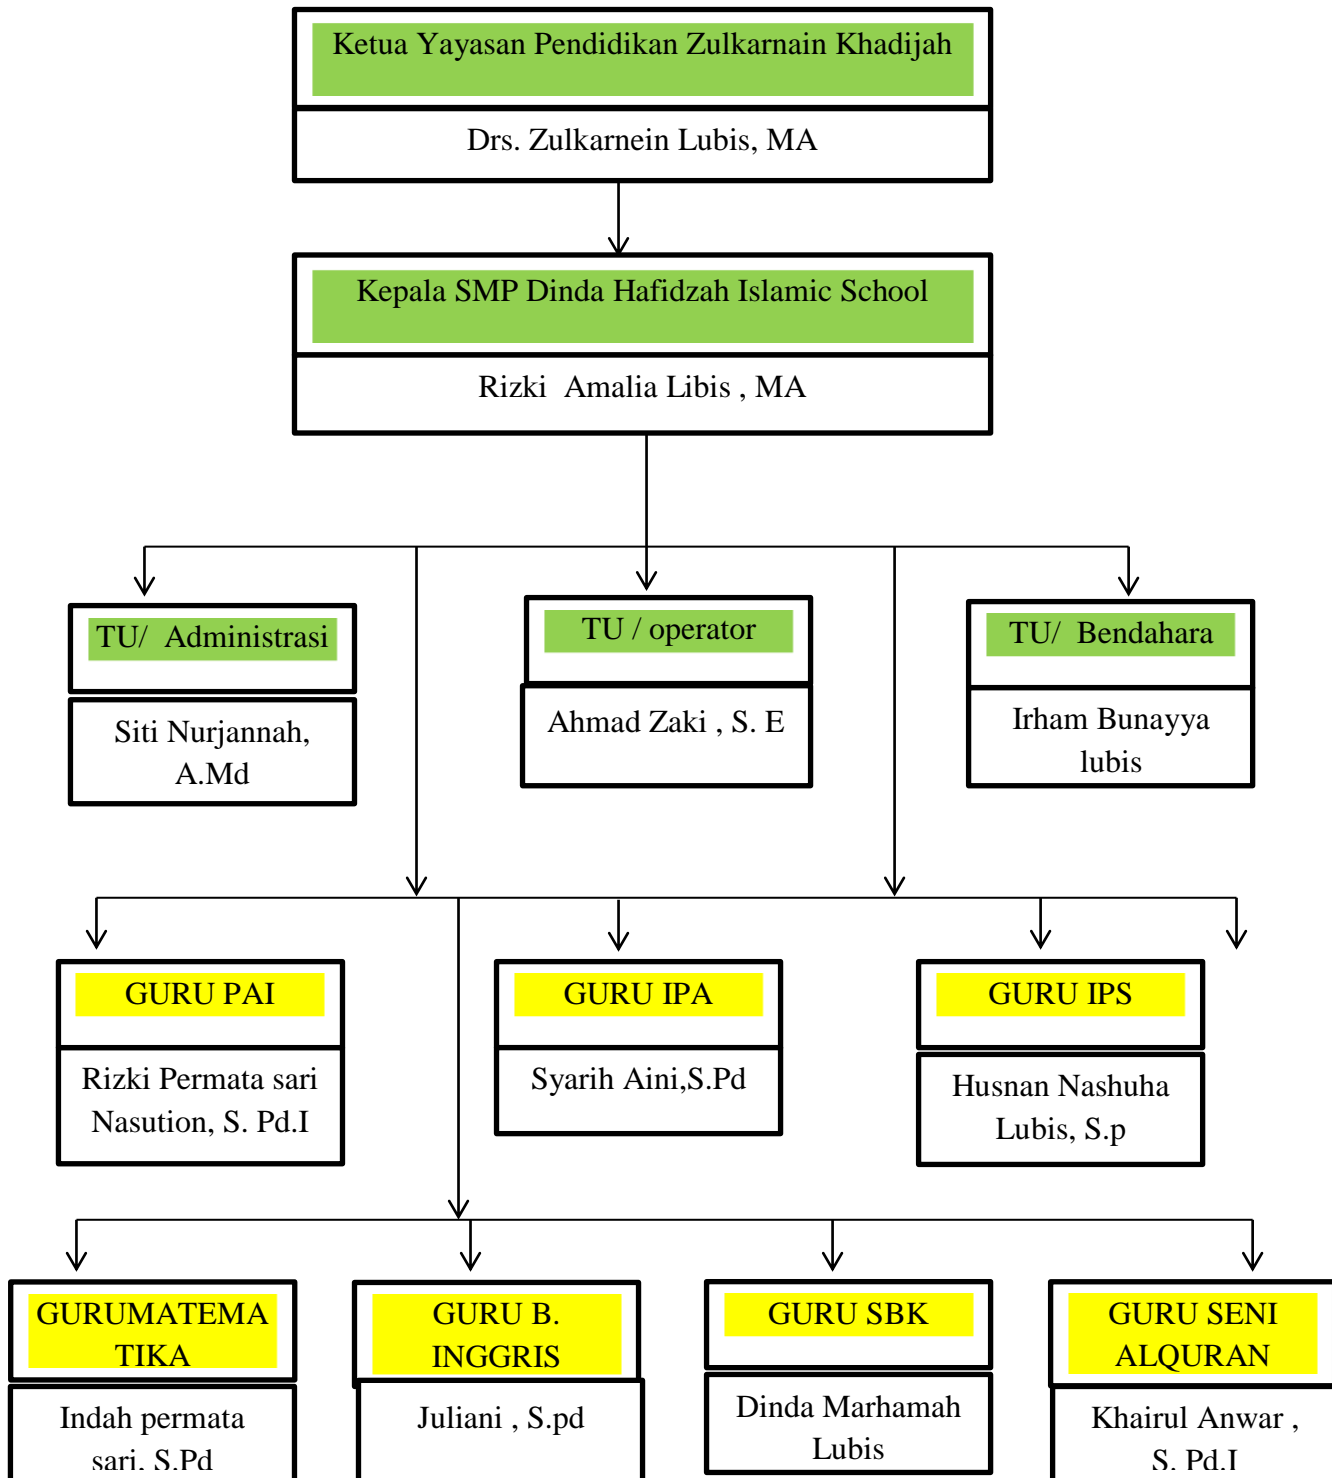 Ketua Yayasan Pendidikan Zulkarnain Khadijah
Drs. Zulkarnein Lubis, MA
Kepala SMP Dinda Hafidzah Islamic School
Rizki  Amalia Libis , MA
TU/  Administrasi
Siti Nurjannah,
A.Md
TU / operator
Ahmad Zaki , S. E
TU/  Bendahara
Irham Bunayya
lubis
GURU PAI
Rizki Permata sari
Nasution, S. Pd.I
GURU IPA
Syarih Aini,S.Pd
GURU IPS
Husnan Nashuha
Lubis, S.p
GURUMATEMA
TIKA
Indah permata
sari, S.Pd
GURU B.
INGGRIS
Juliani , S.pd
GURU SBK
Dinda Marhamah
Lubis
GURU SENI
ALQURAN
Khairul Anwar ,
S. Pd.I